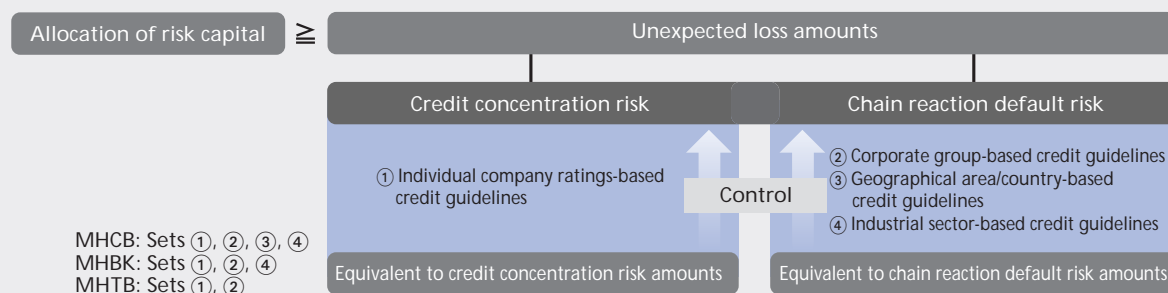 Allocation of risk capital ≧ Unexpected loss amounts
Credit concentration risk
Chain reaction default risk
① Individual company ratings-based
credit guidelines
Control
② Corporate group-based credit guidelines
③ Geographical area/country-based
credit guidelines
④ Industrial sector-based credit guidelines
MHCB: Sets ①, ②, ③, ④
MHBK: Sets ①, ②, ④
MHTB: Sets ①, ②
Equivalent to credit concentration risk amounts
Equivalent to chain reaction default risk amounts